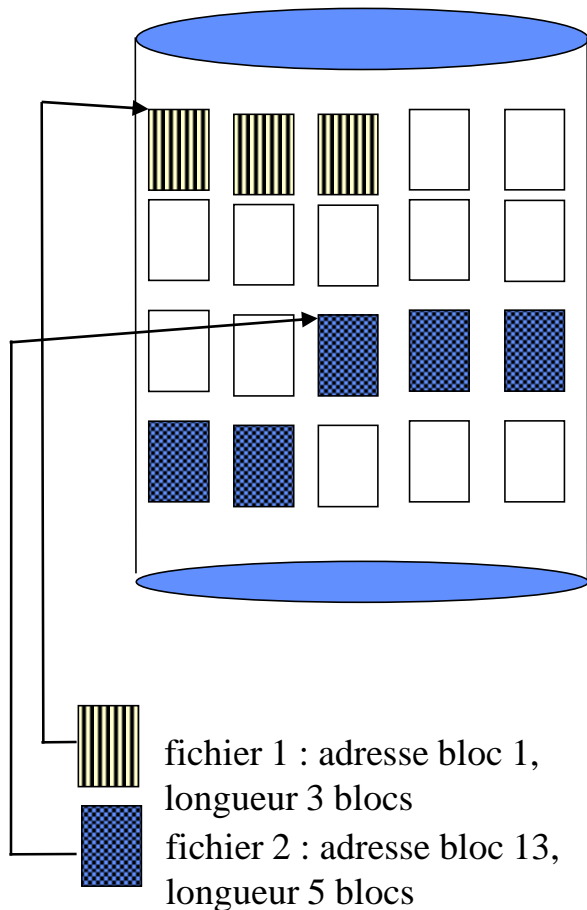 fichier 1 : adresse bloc 1,
longueur 3 blocs
fichier 2 : adresse bloc 13,
longueur 5 blocs